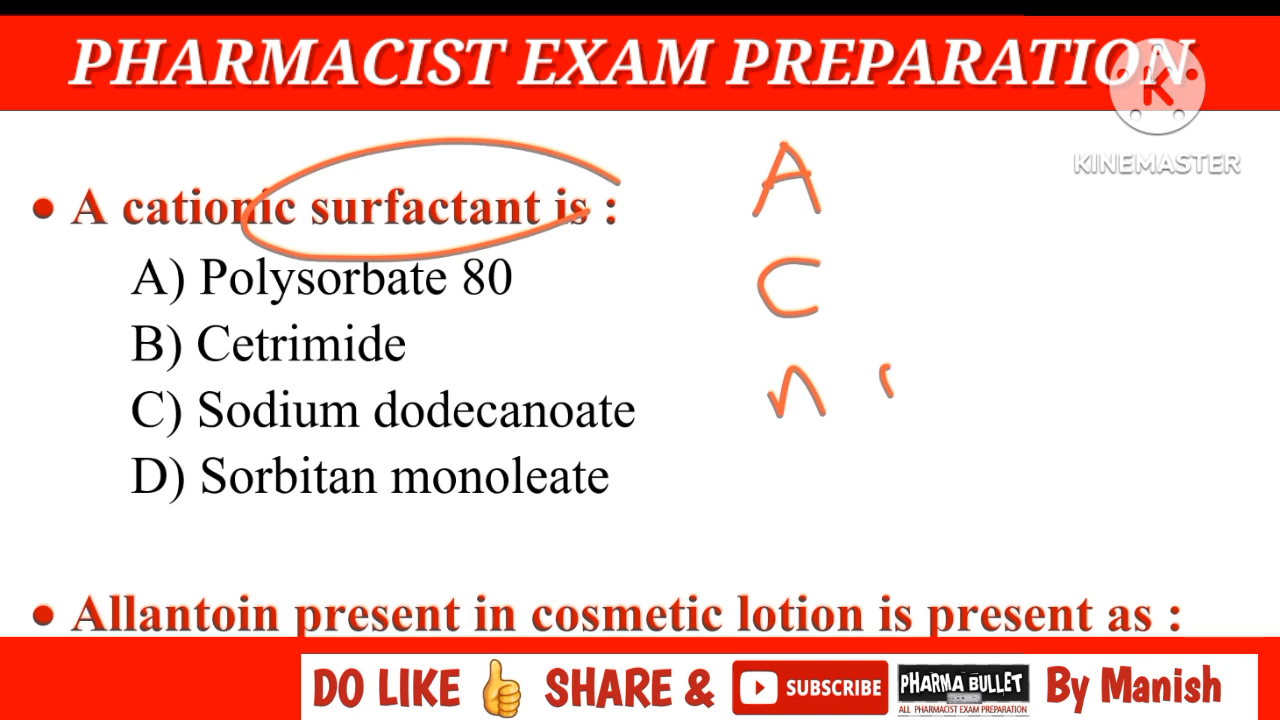 PHARMACIST EXAM PREPARATION
K
KINEMASTER
• A cationic surfactant is :
A
A) Polysorbate 80
C
B) Cetrimide
C) Sodium dodecanoate
n
D) Sorbitan monoleate
• Allantoin present in cosmetic lotion is present as :
DO LIKE 👍 SHARE & SUBSCRIBE PHARMA BULLET By Manish
ALL PHARMACIST EXAM PREPARATION